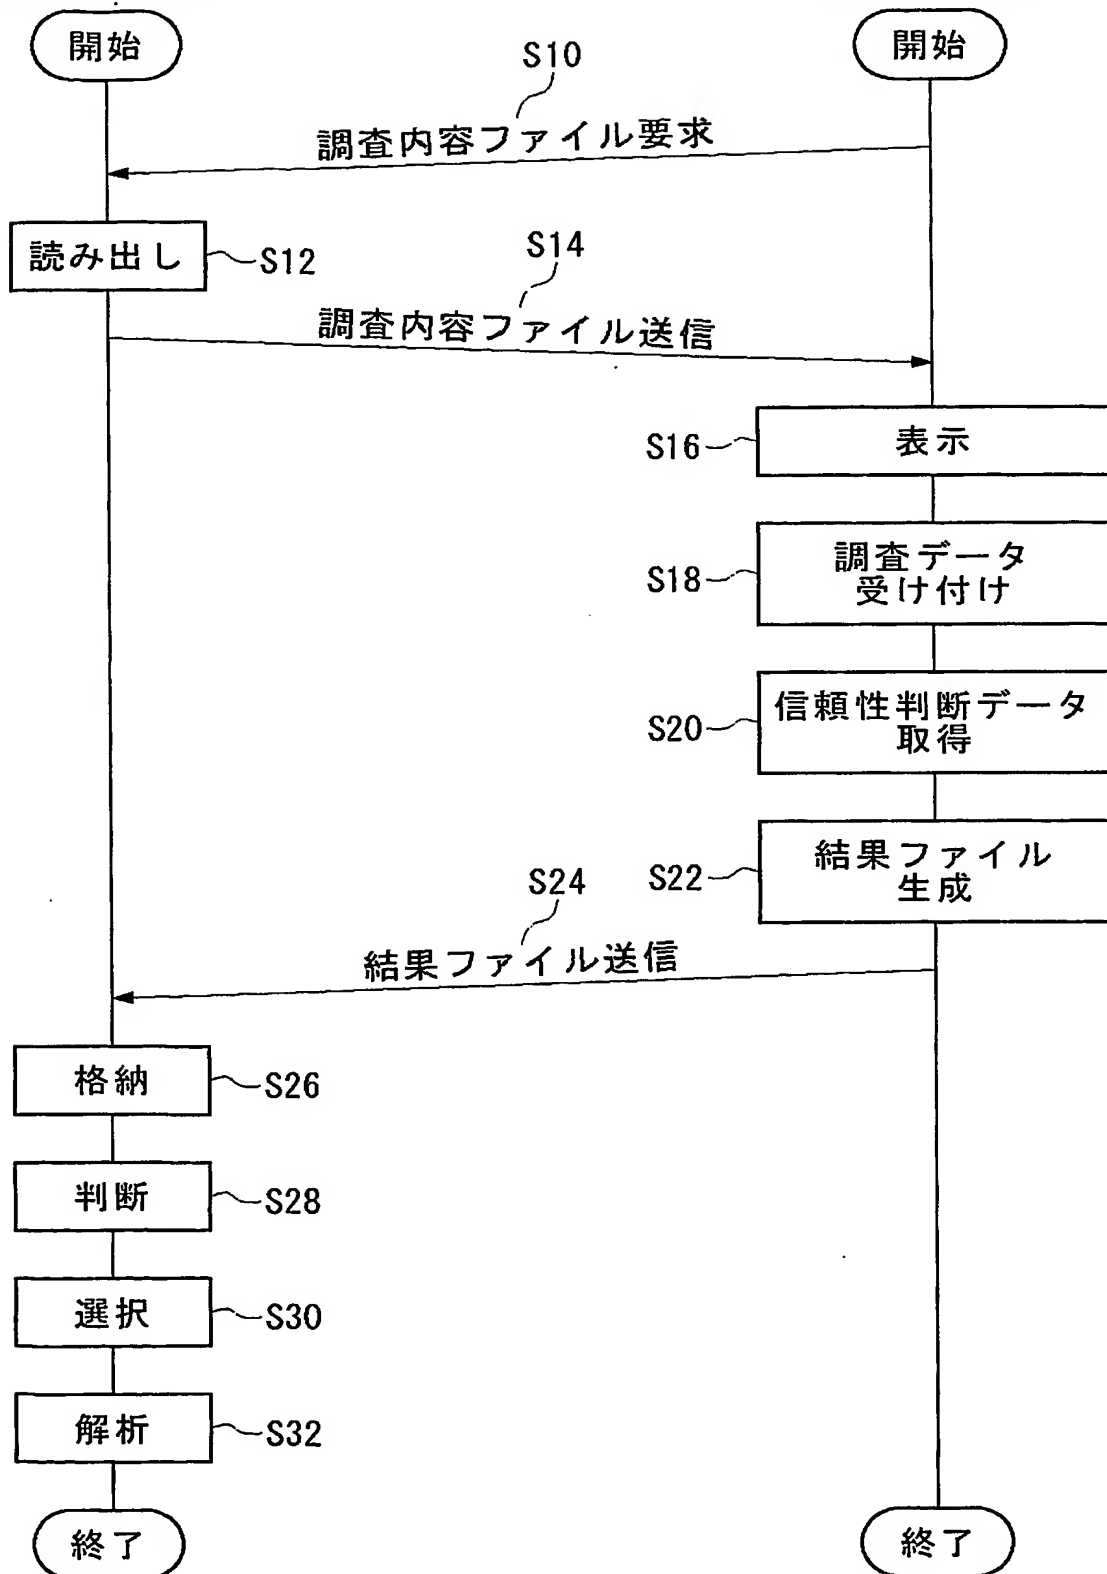 開始
開始
S10
調査内容ファイル要求
読み出し
S12
S14
調査内容ファイル送信
S16
表示
S18
調査データ
受け付け
S20
信頼性判断データ
取得
S22
結果ファイル
生成
S24
結果ファイル送信
格納
S26
判断
S28
選択
S30
解析
S32
終了
終了